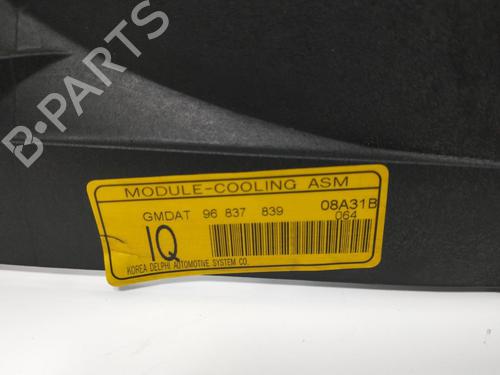 B-PARTS
MODULE-COOLING ASM
GMDAT 96 837 839 08A31B
IQ 064
KOREA DELPHI AUTOMOTIVE SYSTEM CO.